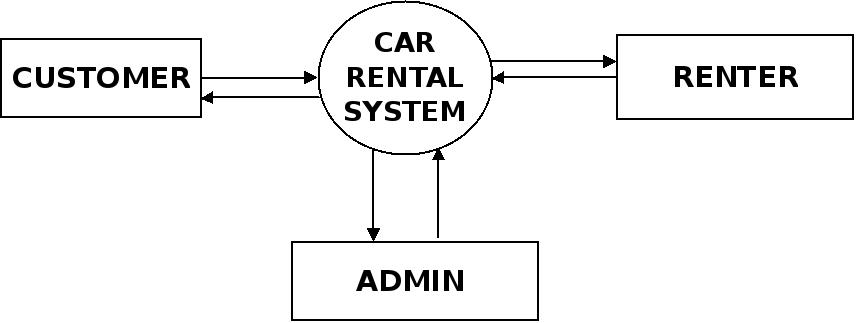 CUSTOMER
CAR
RENTAL
SYSTEM
RENTER
ADMIN